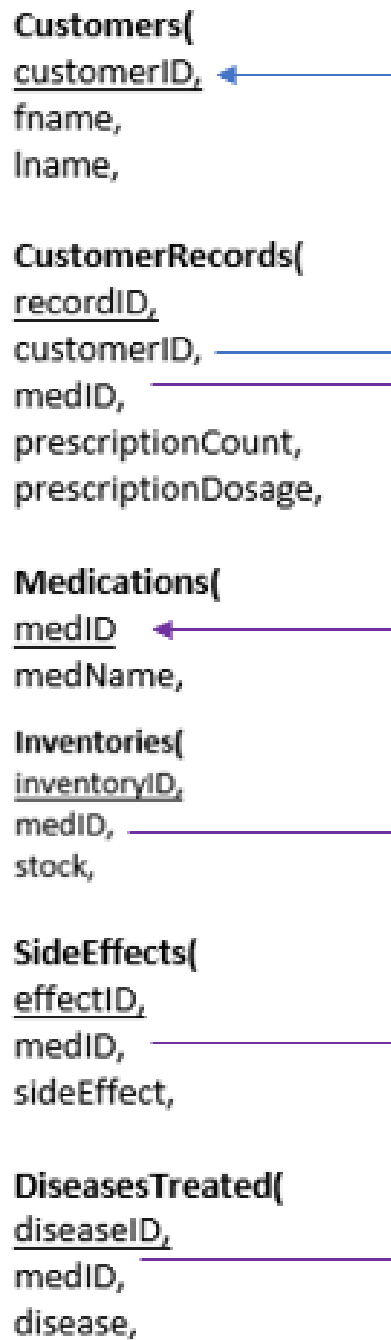 Customers(
customerID,
fname,
lname,
CustomerRecords(
recordID,
customerID,
medID,
prescriptionCount,
prescriptionDosage,
Medications(
medID
medName,
Inventories(
inventoryID,
medID,
stock,
SideEffects(
effectID,
medID,
sideEffect,
DiseasesTreated(
diseaseID,
medID,
disease,